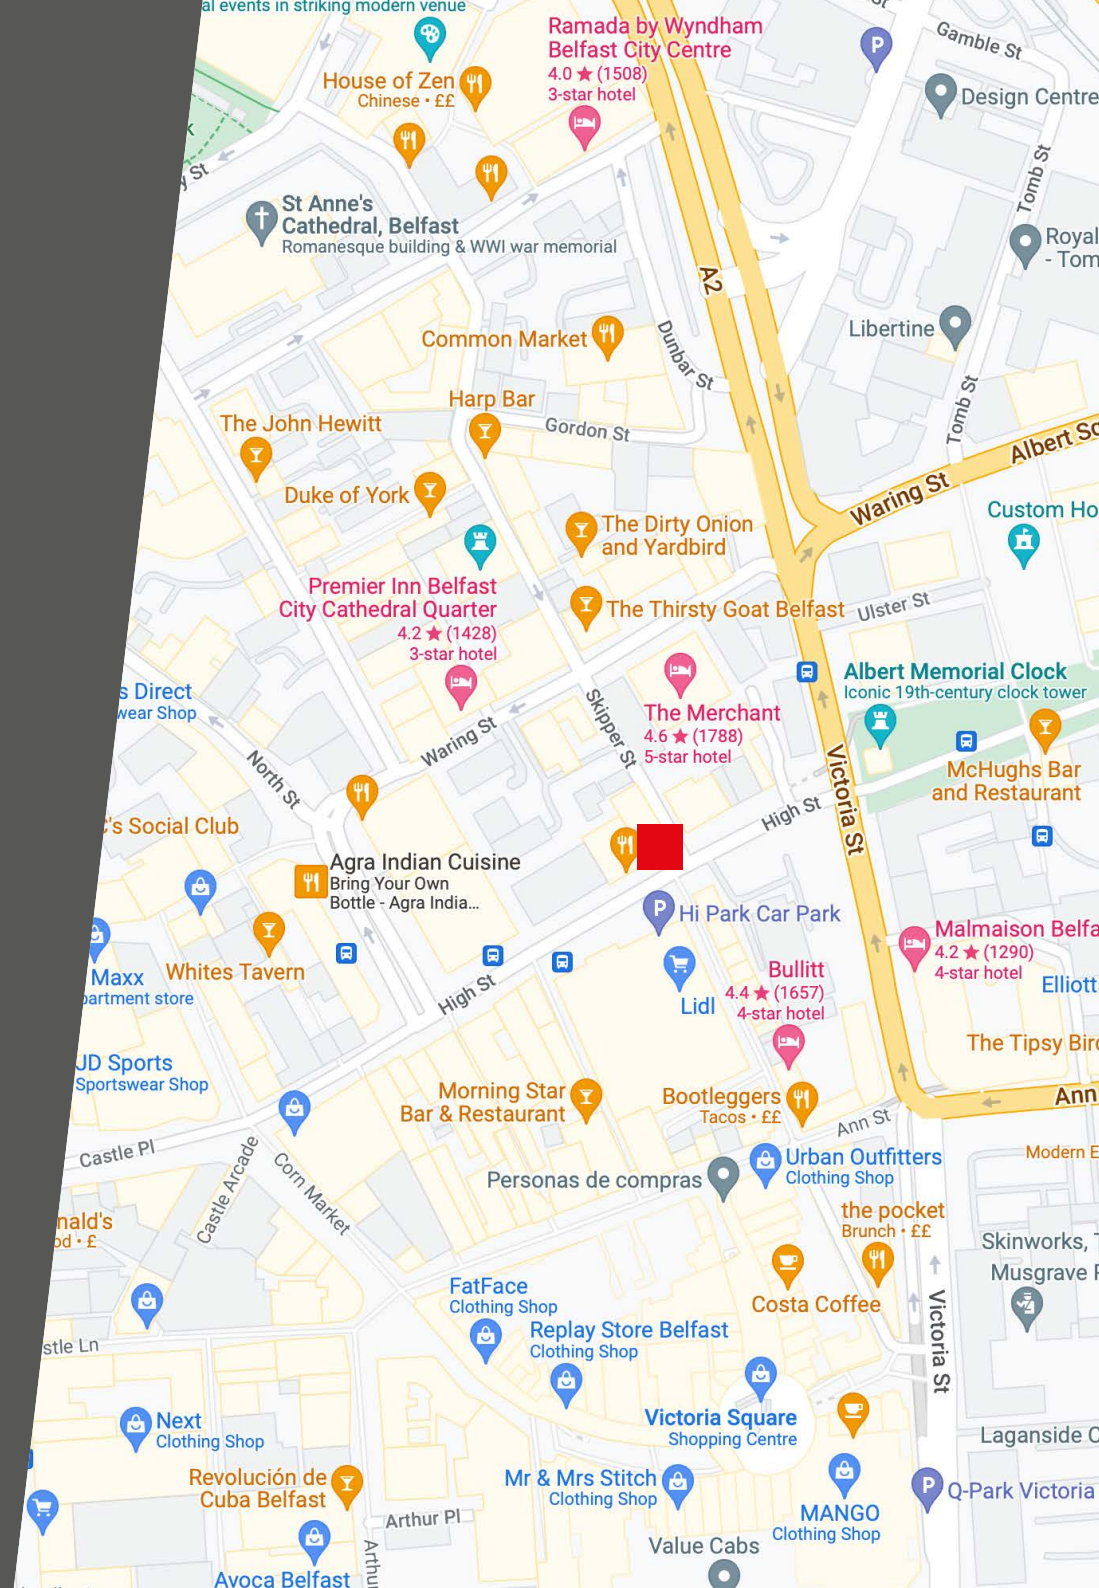 al events in striking modern venue
Ramada by Wyndham
Belfast City Centre
4.0 ★ (1508)
3-star hotel
P
Gamble St
House of Zen
Chinese • ££
Design Centre
Tomb St
y St
St Anne's
Cathedral, Belfast
Romanesque building & WWI war memorial
Royal
- Tom
A2
Libertine
Common Market
Dunbar St
Tomb St
Harp Bar
The John Hewitt
Gordon St
Albert Sq
Duke of York
Waring St
Custom Ho
The Dirty Onion
and Yardbird
Premier Inn Belfast
City Cathedral Quarter
4.2 ★ (1428)
3-star hotel
The Thirsty Goat Belfast
Ulster St
Albert Memorial Clock
Iconic 19th-century clock tower
s Direct
wear Shop
The Merchant
4.6 ★ (1788)
5-star hotel
Skipper St
Waring St
McHughs Bar
and Restaurant
North St
Victoria St
High St
's Social Club
Agra Indian Cuisine
Bring Your Own
Bottle - Agra India...
P
Hi Park Car Park
Malmaison Belfa
4.2 ★ (1290)
4-star hotel
Maxx
partment store
Whites Tavern
Bullitt
4.4 ★ (1657)
4-star hotel
Elliott
High St
Lidl
The Tipsy Bir
JD Sports
Sportswear Shop
Morning Star
Bar & Restaurant
Bootleggers
Tacos • ££
Ann
Ann St
Castle Pl
Urban Outfitters
Clothing Shop
Modern E
Personas de compras
Castle Arcade
Corn Market
nald's
od • £
the pocket
Brunch • ££
Skinworks, T
Musgrave P
FatFace
Clothing Shop
Costa Coffee
Replay Store Belfast
Clothing Shop
Victoria St
stle Ln
Next
Clothing Shop
Victoria Square
Shopping Centre
Laganside C
Revolución de
Cuba Belfast
Mr & Mrs Stitch
Clothing Shop
P
Q-Park Victoria
MANGO
Clothing Shop
Arthur Pl
Value Cabs
Arthu
Avoca Belfast